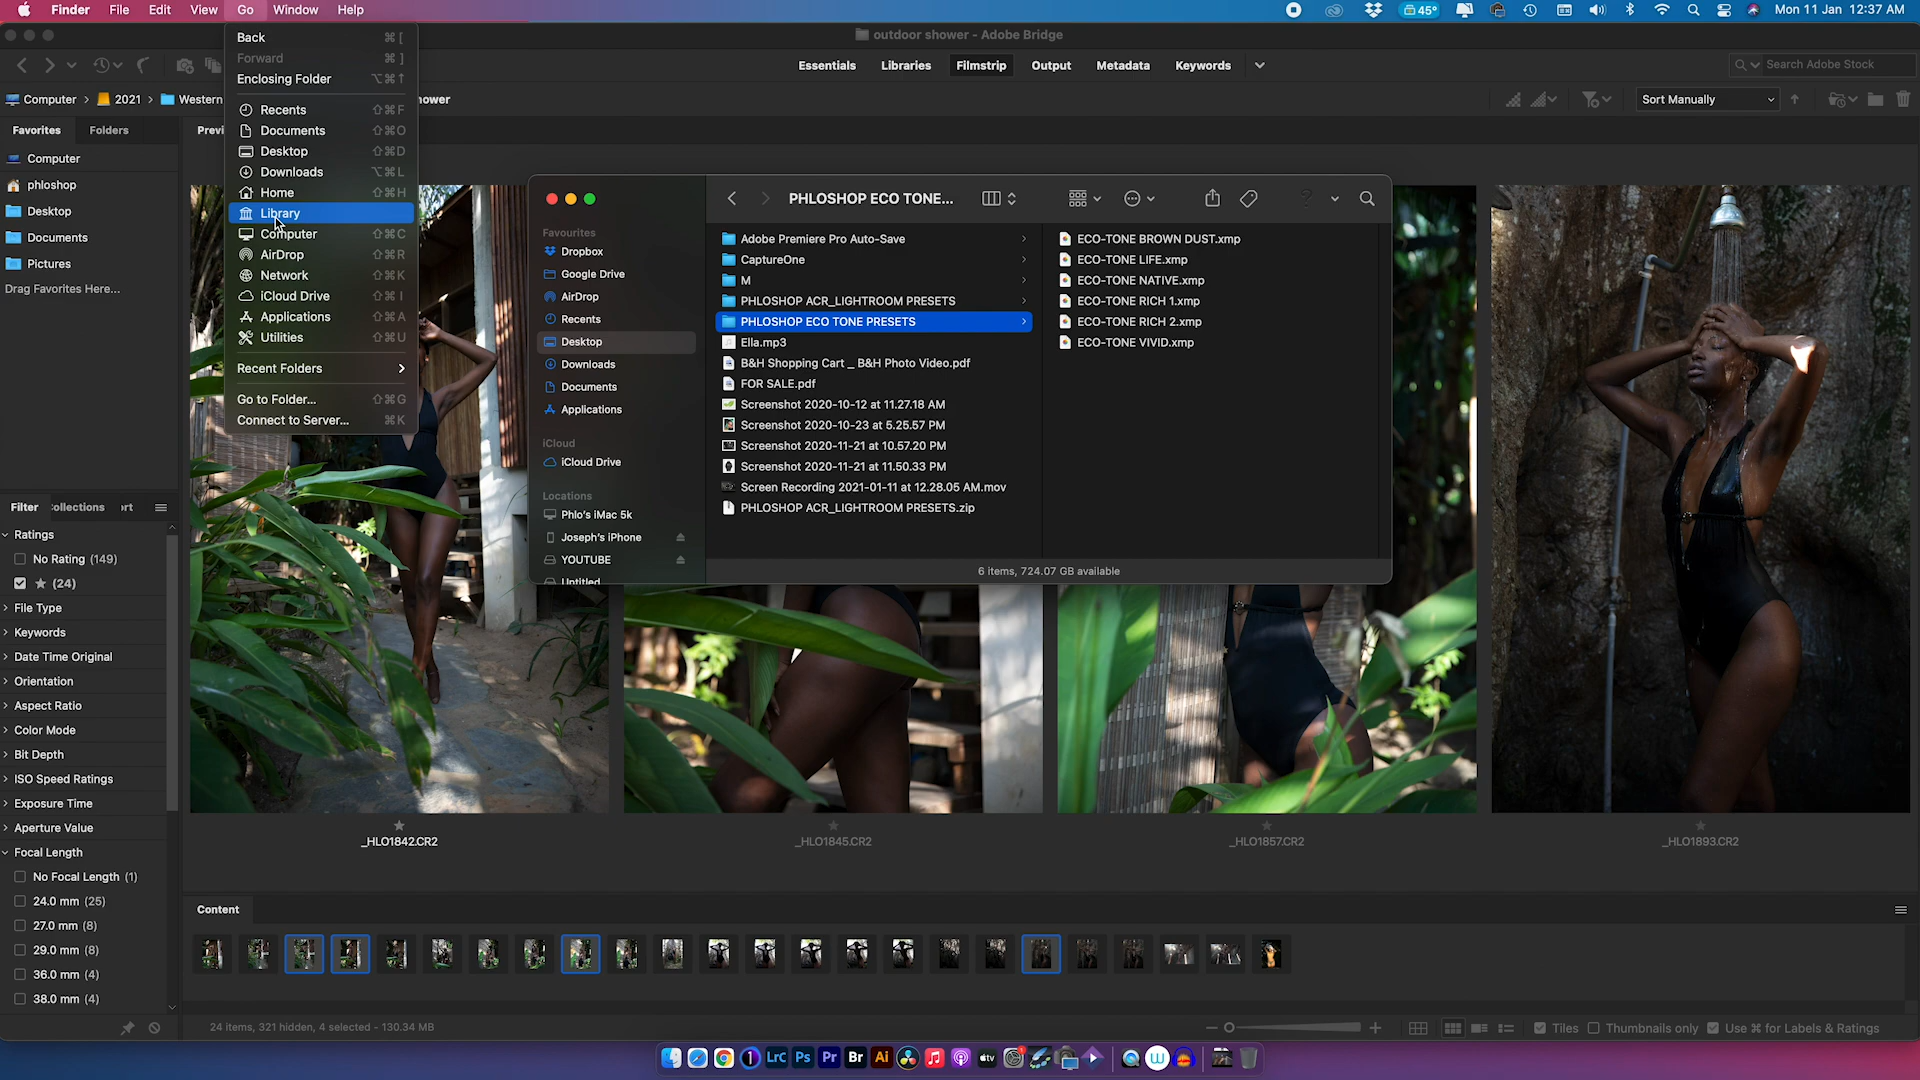 Finder File Edit View Go Window Help
45° Mon 11 Jan 12:37 AM
outdoor shower - Adobe Bridge
Essentials Libraries Filmstrip Output Metadata Keywords
Search Adobe Stock
Computer 2021 Western
ower
Sort Manually
Favorites Folders
Previ
Computer
phloshop
Desktop
Documents
Pictures
Drag Favorites Here...
Back ⌘ [
Forward ⌘ ]
Enclosing Folder ⌥⌘↑
Recents ⇧⌘F
Documents ⇧⌘O
Desktop ⇧⌘D
Downloads ⌥⌘L
Home ⇧⌘H
Library
Computer ⇧⌘C
AirDrop ⇧⌘R
Network ⇧⌘K
iCloud Drive ⇧⌘I
Applications ⇧⌘A
Utilities ⇧⌘U
Recent Folders
Go to Folder... ⇧⌘G
Connect to Server... ⌘K
PHLOSHOP ECO TONE...
Favourites
Dropbox
Google Drive
AirDrop
Recents
Desktop
Downloads
Documents
Applications
iCloud
iCloud Drive
Locations
Phlo's iMac 5k
Joseph's iPhone
YOUTUBE
Untitled
Adobe Premiere Pro Auto-Save
CaptureOne
M
PHLOSHOP ACR_LIGHTROOM PRESETS
PHLOSHOP ECO TONE PRESETS
Ella.mp3
B&H Shopping Cart _ B&H Photo Video.pdf
FOR SALE.pdf
Screenshot 2020-10-12 at 11.27.18 AM
Screenshot 2020-10-23 at 5.25.57 PM
Screenshot 2020-11-21 at 10.57.20 PM
Screenshot 2020-11-21 at 11.50.33 PM
Screen Recording 2021-01-11 at 12.28.05 AM.mov
PHLOSHOP ACR_LIGHTROOM PRESETS.zip
ECO-TONE BROWN DUST.xmp
ECO-TONE LIFE.xmp
ECO-TONE NATIVE.xmp
ECO-TONE RICH 1.xmp
ECO-TONE RICH 2.xmp
ECO-TONE VIVID.xmp
6 items, 724.07 GB available
Filter ollections rt
Ratings
No Rating (149)
★ (24)
File Type
Keywords
Date Time Original
Orientation
Aspect Ratio
Color Mode
Bit Depth
ISO Speed Ratings
Exposure Time
Aperture Value
Focal Length
No Focal Length (1)
24.0 mm (25)
27.0 mm (8)
29.0 mm (8)
36.0 mm (4)
38.0 mm (4)
_HLO1842.CR2
_HLO1845.CR2
_HLO1857.CR2
_HLO1893.CR2
Content
24 items, 321 hidden, 4 selected - 130.34 MB
Tiles Thumbnails only Use ⌘ for Labels & Ratings
1 LrC Ps Pr Br Ai tv W